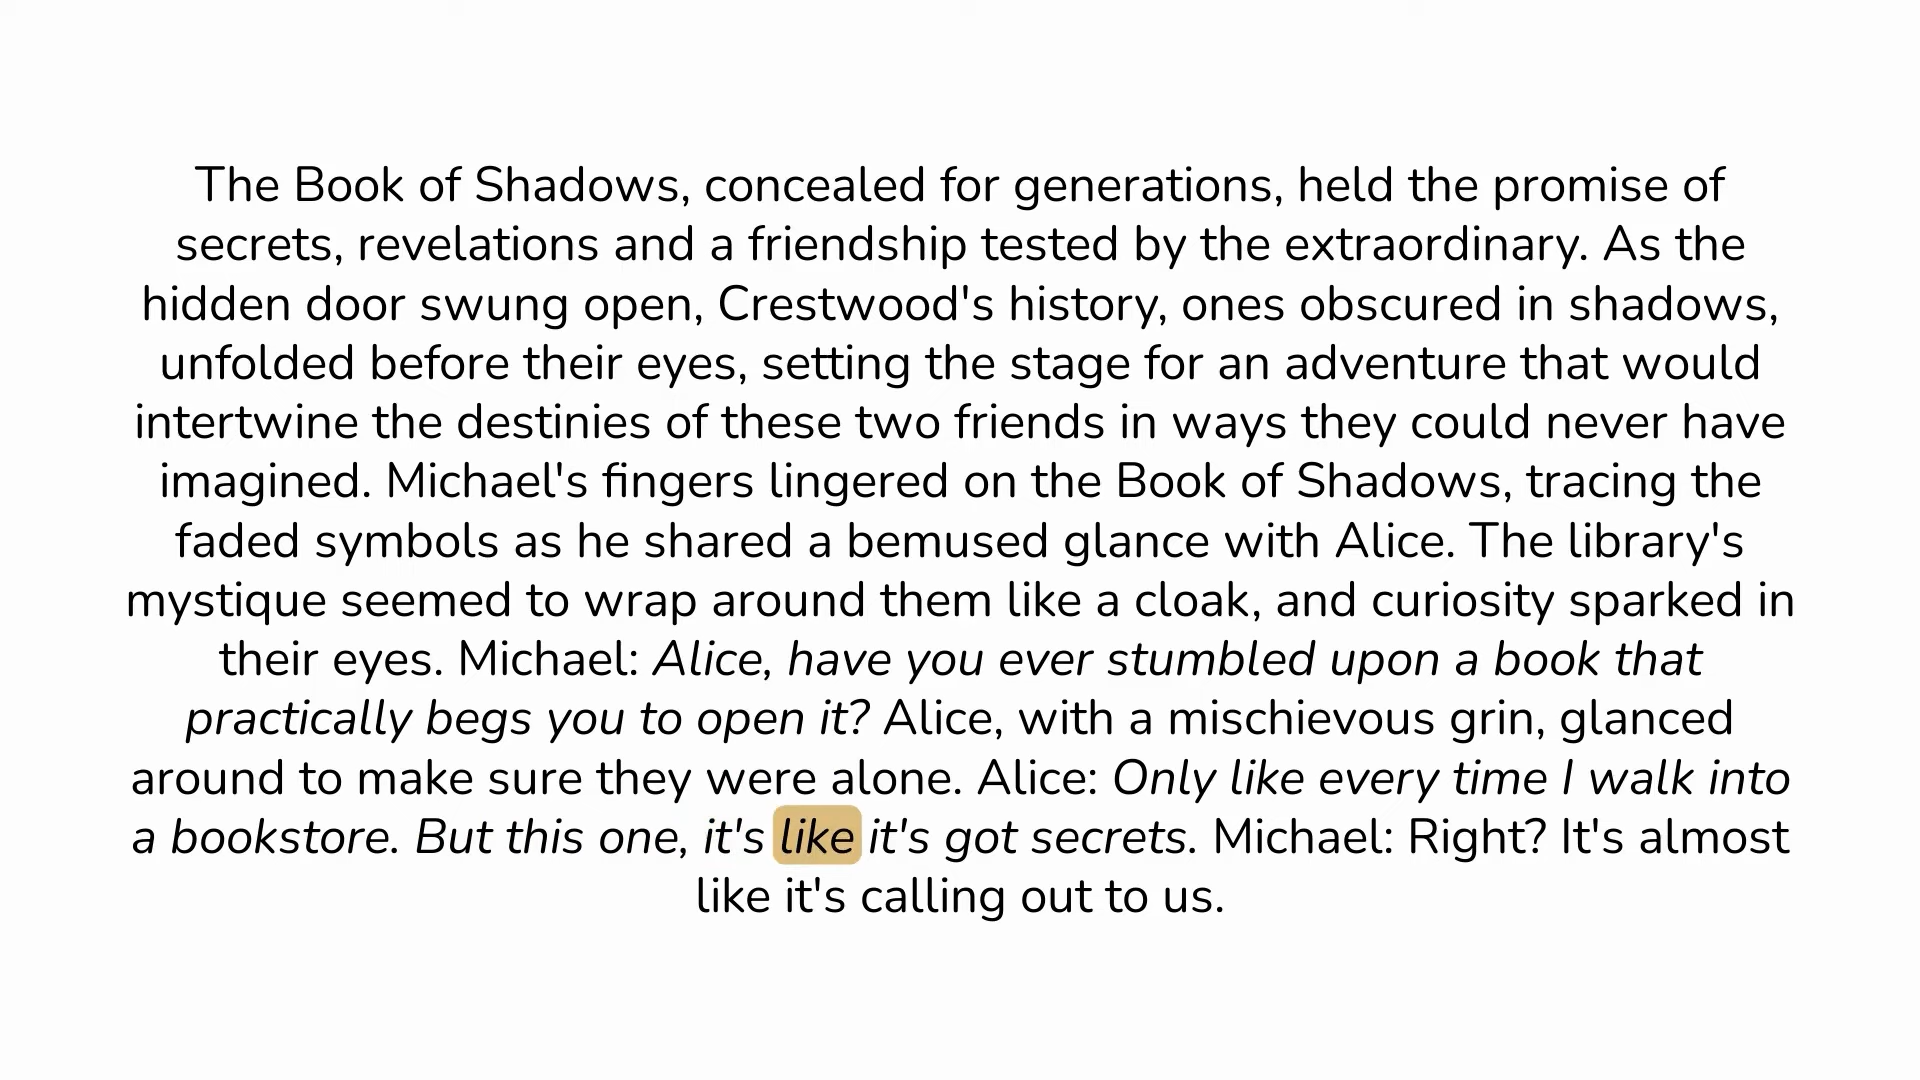 The Book of Shadows, concealed for generations, held the promise of
secrets, revelations and a friendship tested by the extraordinary. As the
hidden door swung open, Crestwood's history, ones obscured in shadows,
unfolded before their eyes, setting the stage for an adventure that would
intertwine the destinies of these two friends in ways they could never have
imagined. Michael's fingers lingered on the Book of Shadows, tracing the
faded symbols as he shared a bemused glance with Alice. The library's
mystique seemed to wrap around them like a cloak, and curiosity sparked in
their eyes. Michael: Alice, have you ever stumbled upon a book that
practically begs you to open it? Alice, with a mischievous grin, glanced
around to make sure they were alone. Alice: Only like every time I walk into
a bookstore. But this one, it's like it's got secrets. Michael: Right? It's almost
like it's calling out to us.